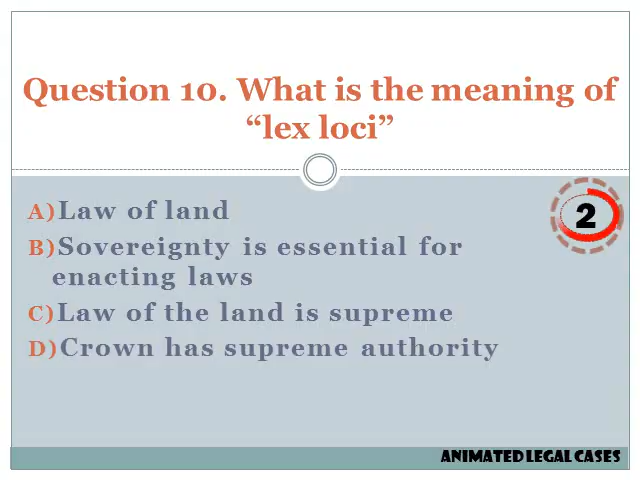 Question 10. What is the meaning of
“lex loci”
A)Law of land
B)Sovereignty is essential for
enacting laws
C)Law of the land is supreme
D)Crown has supreme authority
2
ANIMATED LEGAL CASES